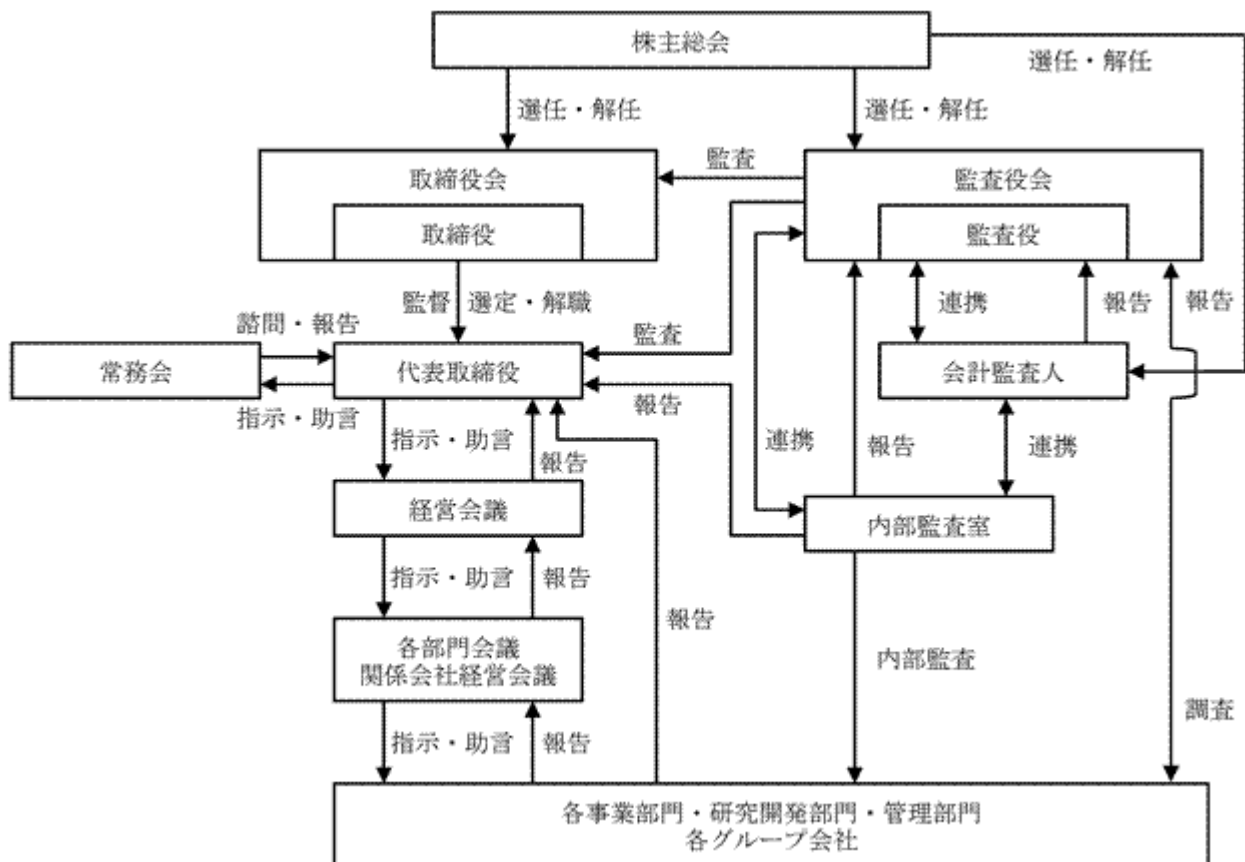 株主総会
選任・解任
選任・解任
選任・解任
取締役会
監査
監査役会
取締役
監査役
監督
選定・解職
連携
報告
報告
諮問・報告
監査
常務会
代表取締役
会計監査人
指示・助言
報告
指示・助言
報告
連携
報告
連携
経営会議
内部監査室
指示・助言
報告
報告
各部門会議
関係会社経営会議
内部監査
調査
指示・助言
報告
各事業部門・研究開発部門・管理部門
各グループ会社